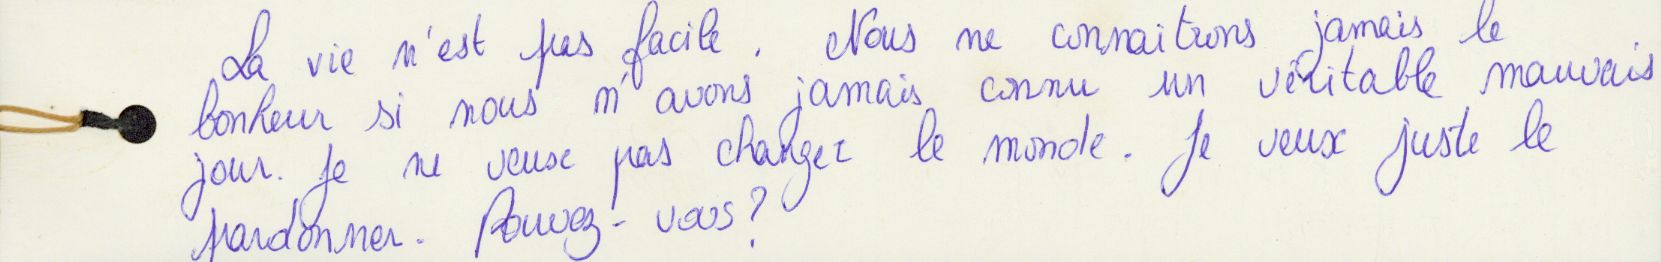 La vie n'est pas facile. Nous ne connaitrons jamais le
bonheur si nous n'avons jamais connu un véritable mauvais
jour. Je ne veux pas changer le monde. Je veux juste le
pardonner. Pouvez-vous?